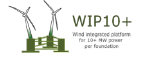 WIP10+
Wind integrated platform
for 10+ MW power
per foundation